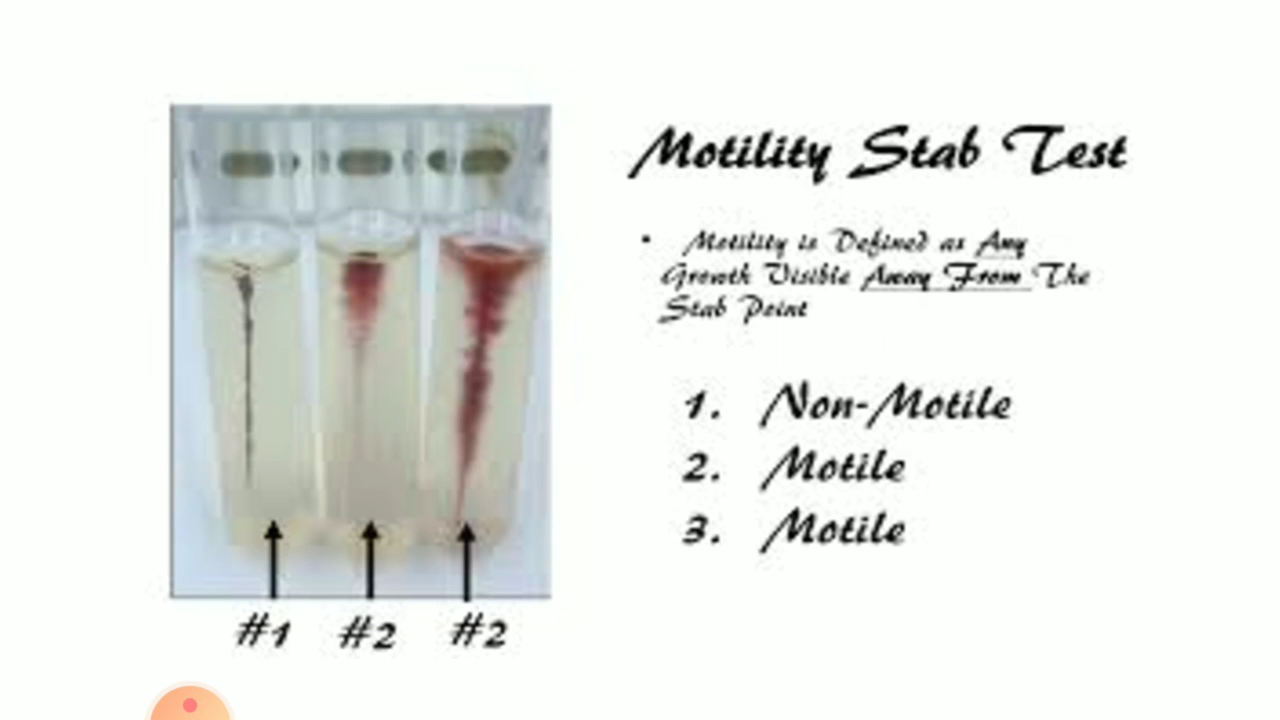 Motility Stab Test
• Motility is Defined as Any
Growth Visible Away From The
Stab Point
1. Non-Motile
2. Motile
3. Motile
#1 #2 #2